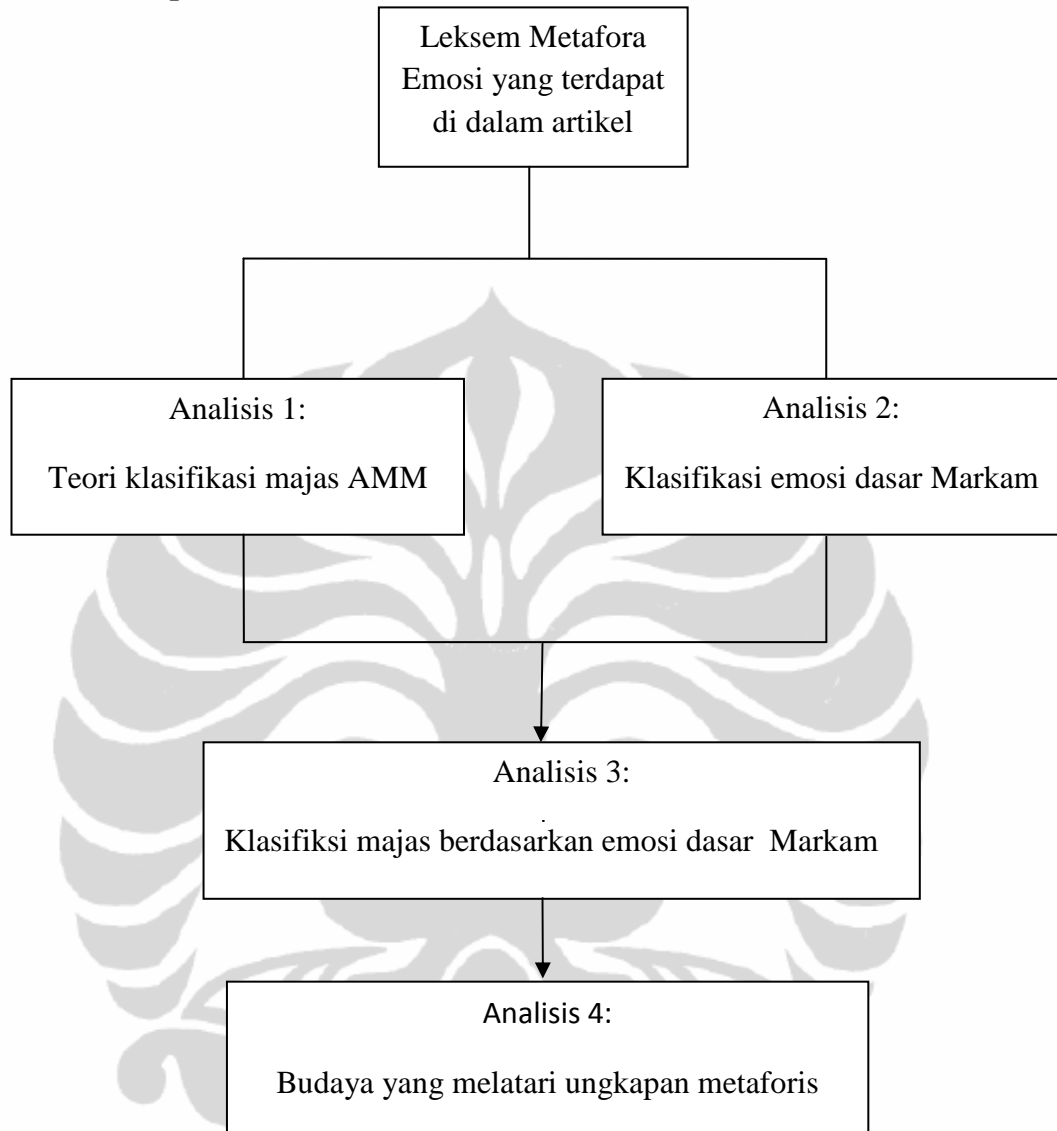 Leksem Metafora
Emosi yang terdapat
di dalam artikel
Analisis 1:
Teori klasifikasi majas AMM
Analisis 2:
Klasifikasi emosi dasar Markam
Analisis 3:
Klasifiksi majas berdasarkan emosi dasar Markam
Analisis 4:
Budaya yang melatari ungkapan metaforis